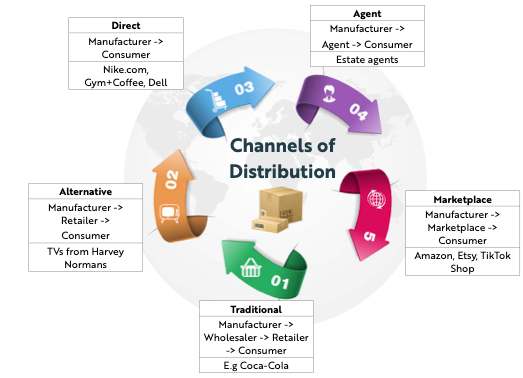 Direct
Manufacturer ->
Consumer
Nike.com,
Gym+Coffee, Dell
Agent
Manufacturer ->
Agent -> Consumer
Estate agents
03
04
Channels of
Distribution
02
Alternative
Manufacturer ->
Retailer ->
Consumer
TVs from Harvey
Normans
Marketplace
Manufacturer ->
Marketplace ->
Consumer
Amazon, Etsy, TikTok
Shop
5
01
Traditional
Manufacturer ->
Wholesaler -> Retailer
-> Consumer
E.g Coca-Cola